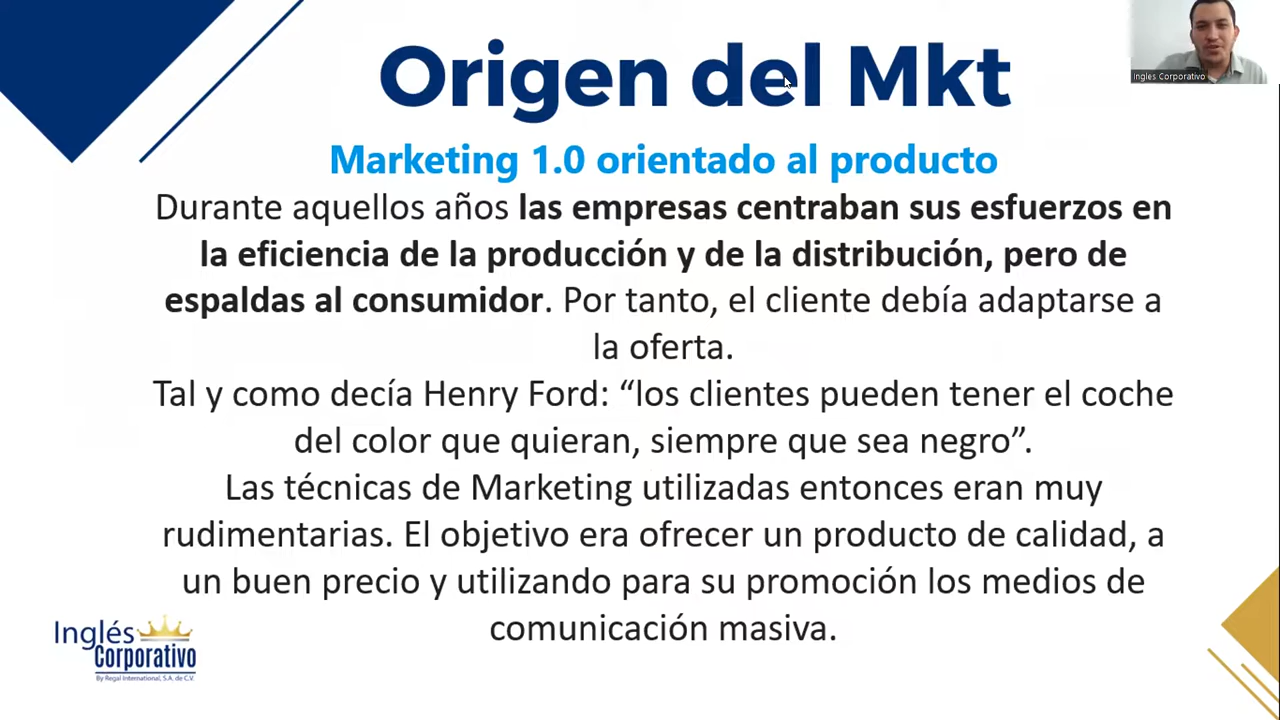 Origen del Mkt
Ingles Corporativo
Marketing 1.0 orientado al producto
Durante aquellos años las empresas centraban sus esfuerzos en
la eficiencia de la producción y de la distribución, pero de
espaldas al consumidor. Por tanto, el cliente debía adaptarse a
la oferta.
Tal y como decía Henry Ford: “los clientes pueden tener el coche
del color que quieran, siempre que sea negro”.
Las técnicas de Marketing utilizadas entonces eran muy
rudimentarias. El objetivo era ofrecer un producto de calidad, a
un buen precio y utilizando para su promoción los medios de
comunicación masiva.
Inglés
Corporativo
By Regal International, S.A. de C.V.